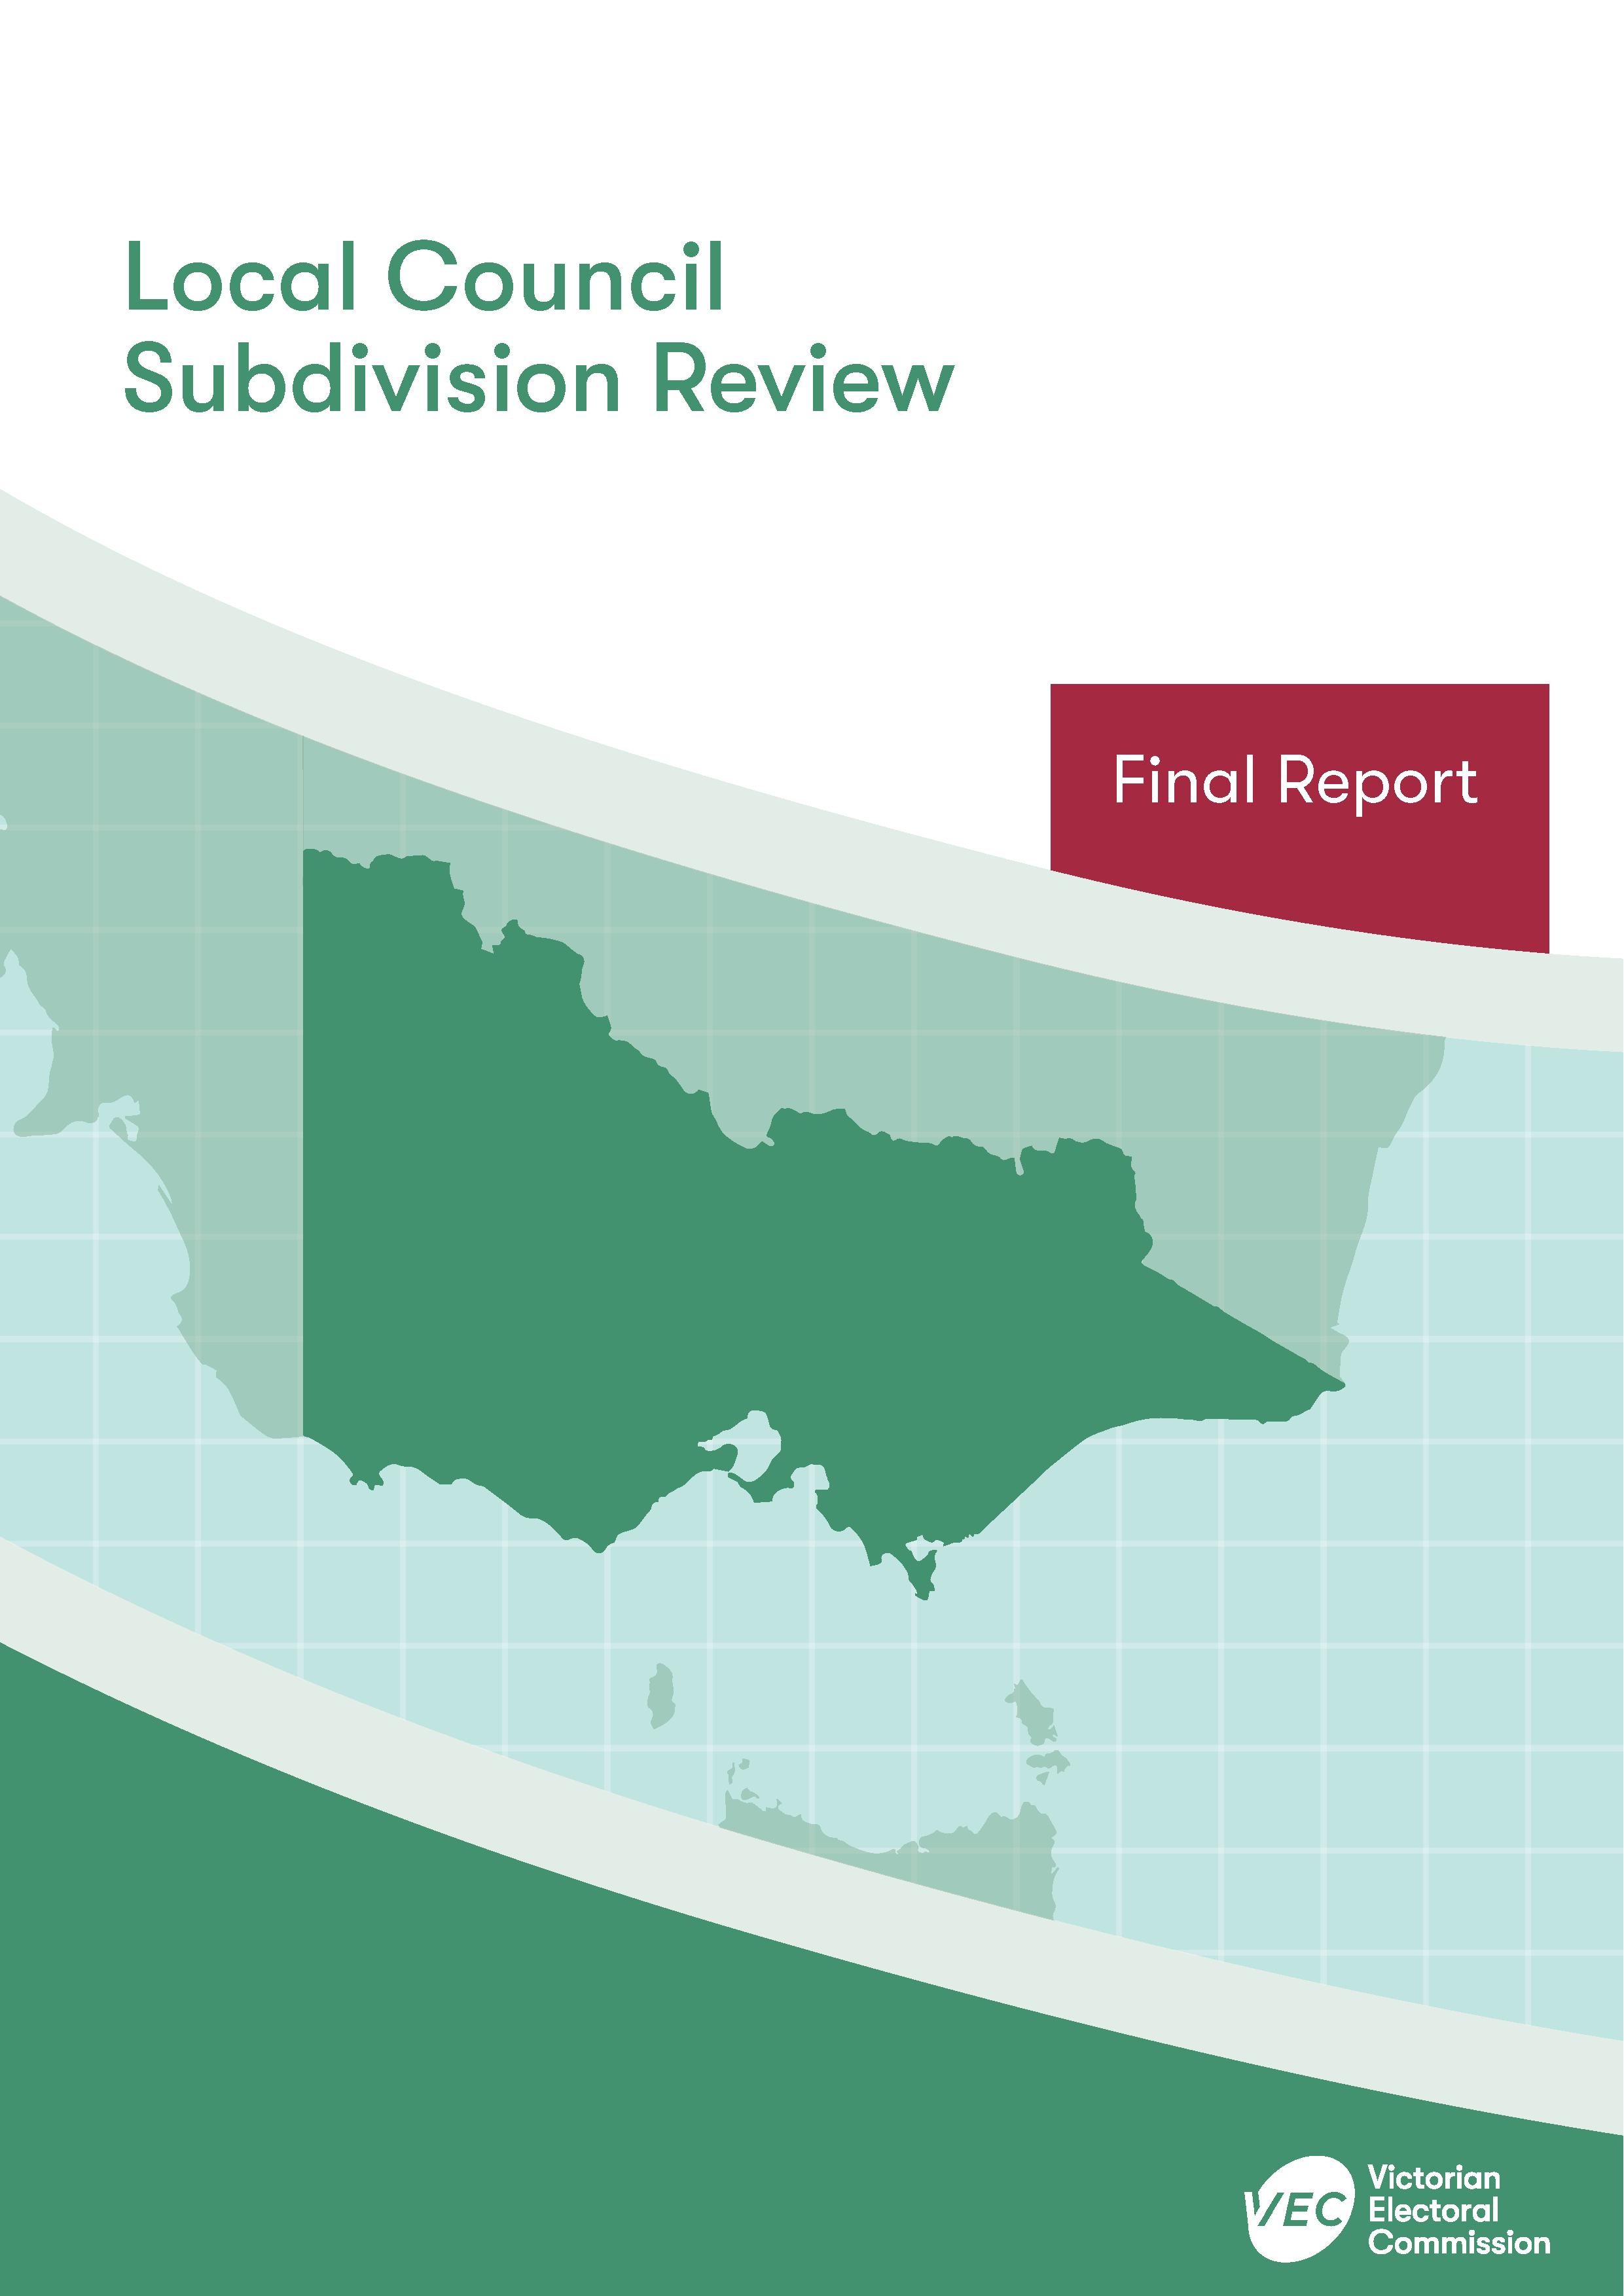 Local Council
Subdivision Review
Final Report
VEC
Victorian
Electoral
Commission